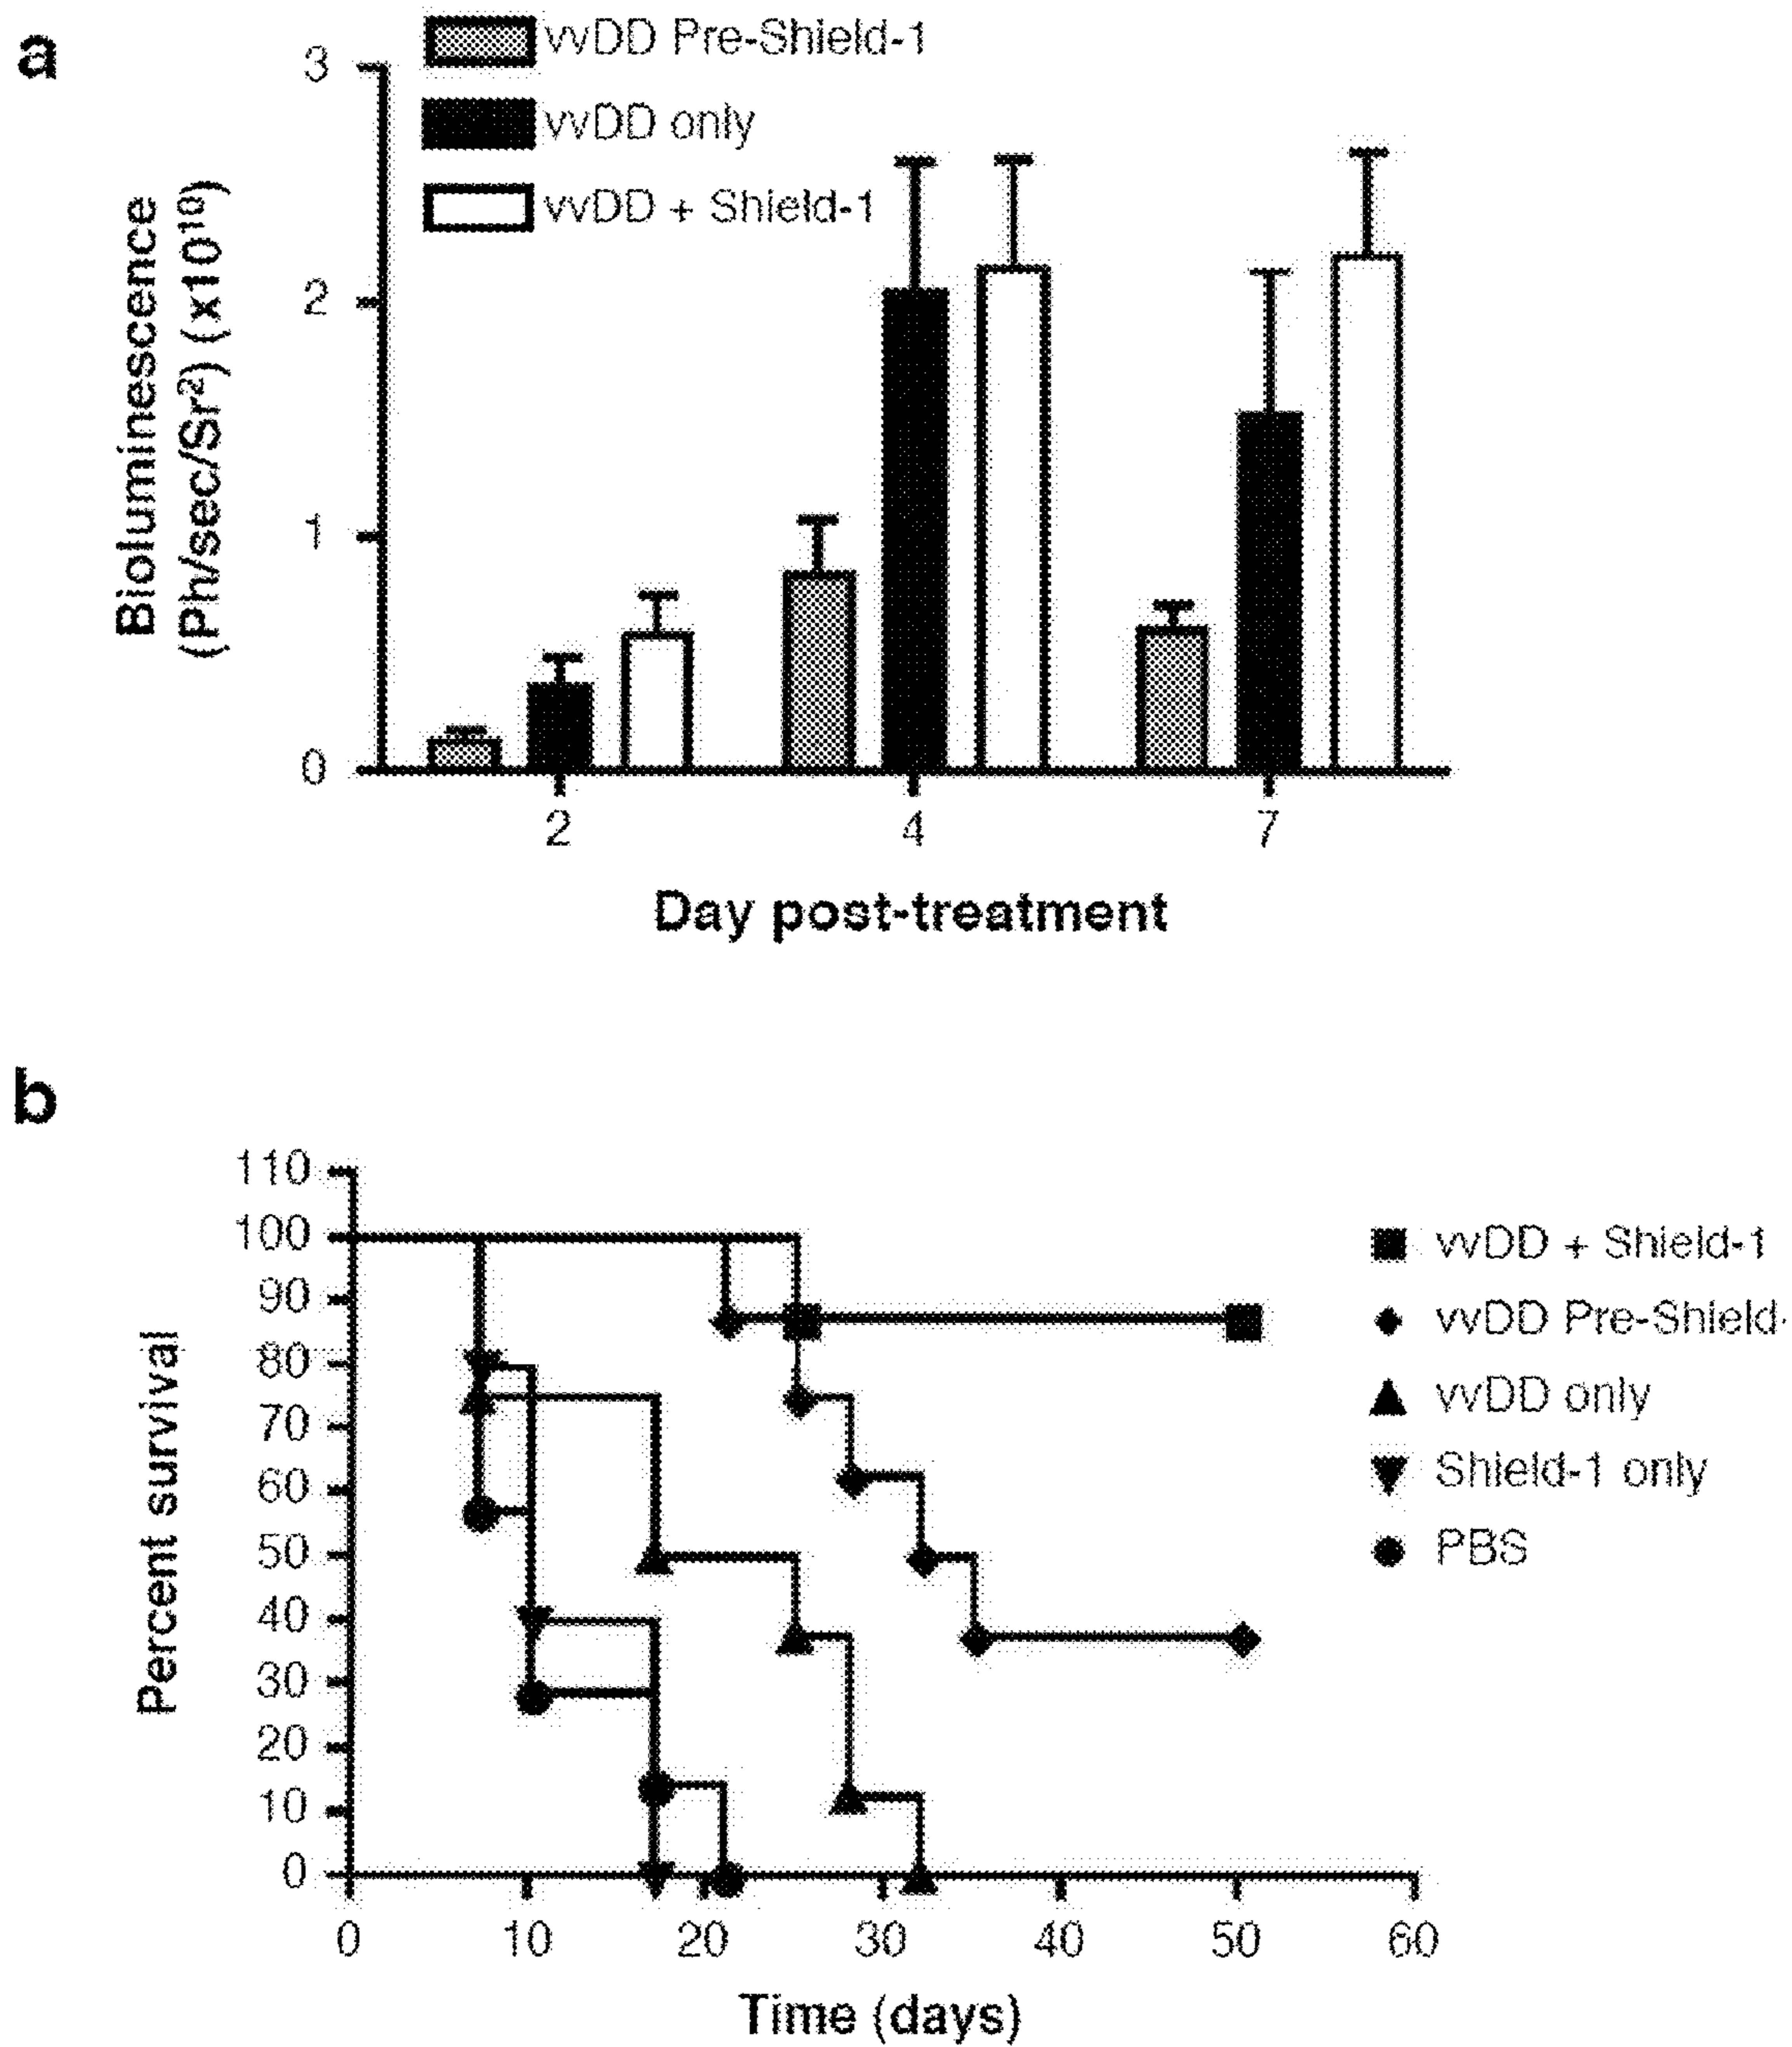 a
vvDD Pre-Shield-1
vvDD only
vvDD + Shield-1
3
2
1
0
Bioluminescence
(Ph/sec/Sr²) (x10¹⁰)
2 4 7
Day post-treatment
b
110
100
90
80
70
60
50
40
30
20
10
0
Percent survival
vvDD + Shield-1
vvDD Pre-Shield-
vvDD only
Shield-1 only
PBS
0 10 20 30 40 50 60
Time (days)